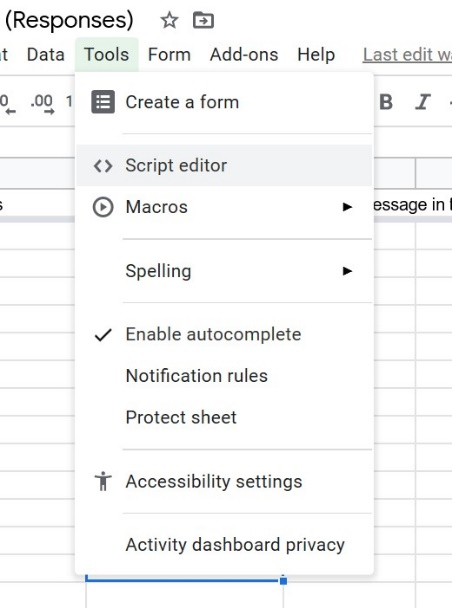 (Responses)
Data Tools Form Add-ons Help Last edit
.00 1 B I
Create a form
Script editor
Macros
essage in
Spelling
Enable autocomplete
Notification rules
Protect sheet
Accessibility settings
Activity dashboard privacy